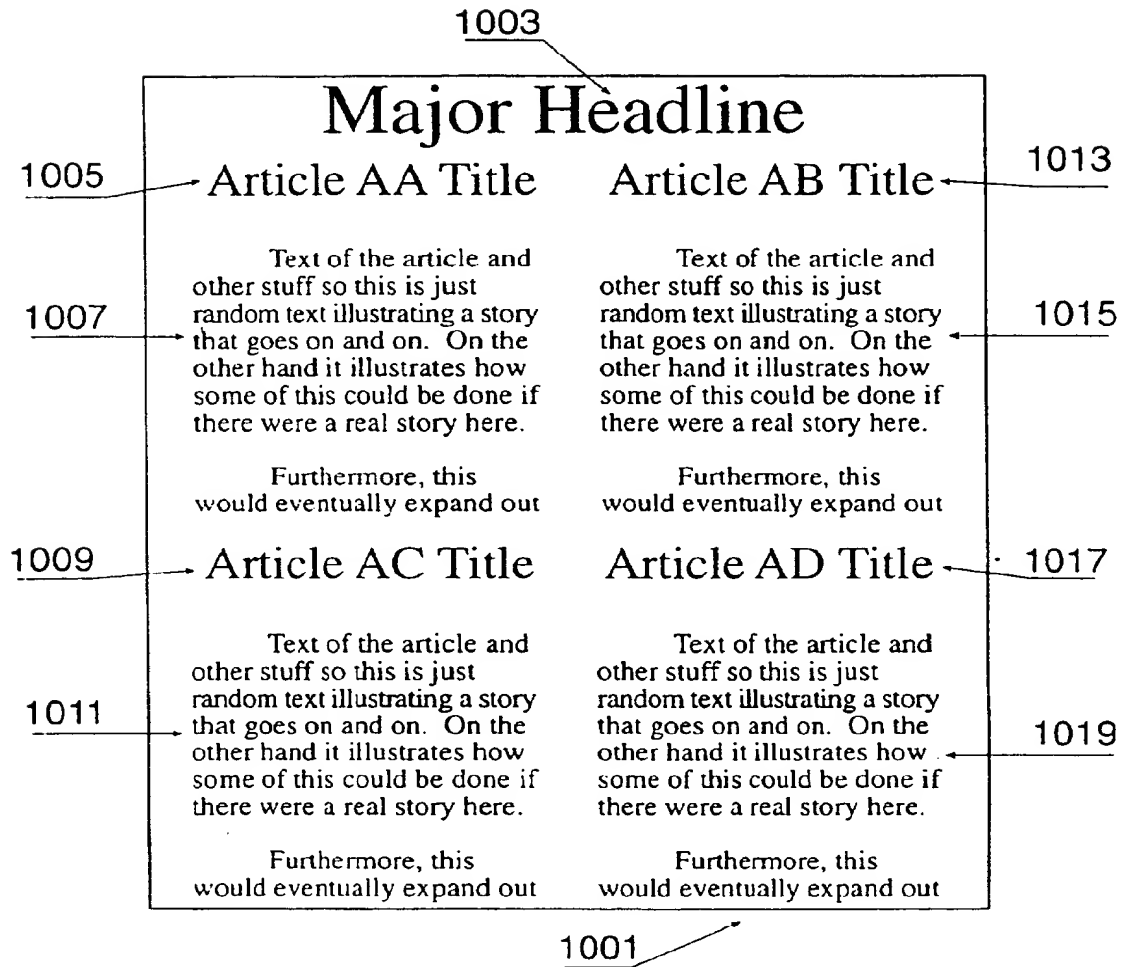 1003
Major Headline
1005
Article AA Title
Text of the article and
other stuff so this is just
random text illustrating a story
that goes on and on. On the
other hand it illustrates how
some of this could be done if
there were a real story here.
Furthermore, this
would eventually expand out
1007
Article AB Title
1013
Text of the article and
other stuff so this is just
random text illustrating a story
that goes on and on. On the
other hand it illustrates how
some of this could be done if
there were a real story here.
Furthermore, this
would eventually expand out
1015
1009
Article AC Title
Text of the article and
other stuff so this is just
random text illustrating a story
that goes on and on. On the
other hand it illustrates how
some of this could be done if
there were a real story here.
Furthermore, this
would eventually expand out
1011
Article AD Title
1017
Text of the article and
other stuff so this is just
random text illustrating a story
that goes on and on. On the
other hand it illustrates how
some of this could be done if
there were a real story here.
Furthermore, this
would eventually expand out
1019
1001